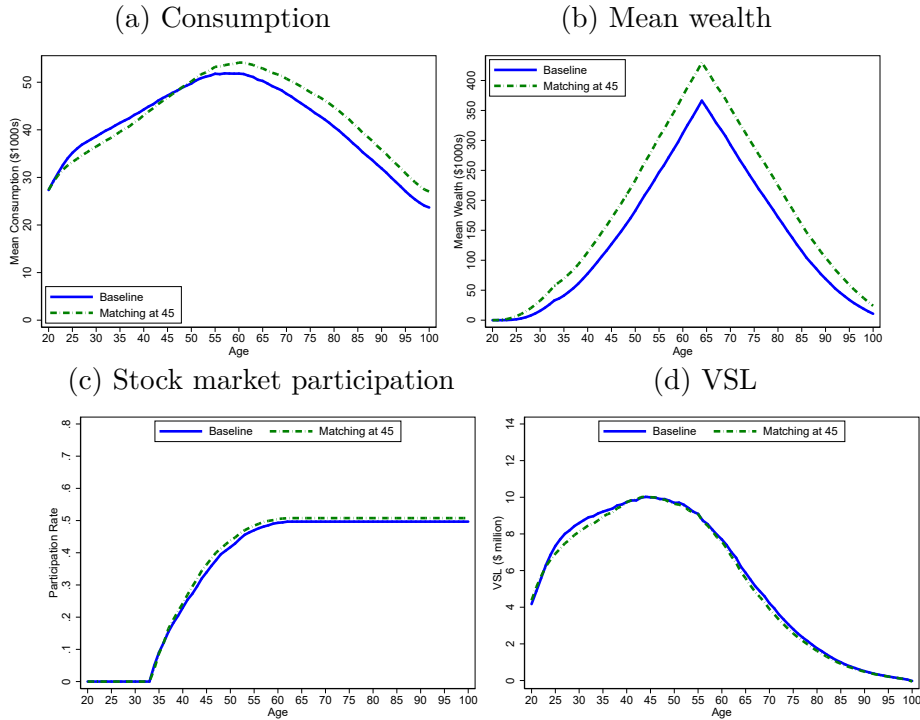 (a) Consumption
Mean Consumption ($1000s)
0 10 20 30 40 50
Baseline
Matching at 45
20 25 30 35 40 45 50 55 60 65 70 75 80 85 90 95 100
Age
(b) Mean wealth
Mean Wealth ($1000s)
0 50 100 150 200 250 300 350 400
Baseline
Matching at 45
20 25 30 35 40 45 50 55 60 65 70 75 80 85 90 95 100
Age
(c) Stock market participation
Participation Rate
0 .1 .2 .3 .4 .5 .6 .7 .8
Baseline Matching at 45
20 25 30 35 40 45 50 55 60 65 70 75 80 85 90 95 100
Age
(d) VSL
VSL ($ million)
0 2 4 6 8 10 12 14
Baseline Matching at 45
20 25 30 35 40 45 50 55 60 65 70 75 80 85 90 95 100
Age